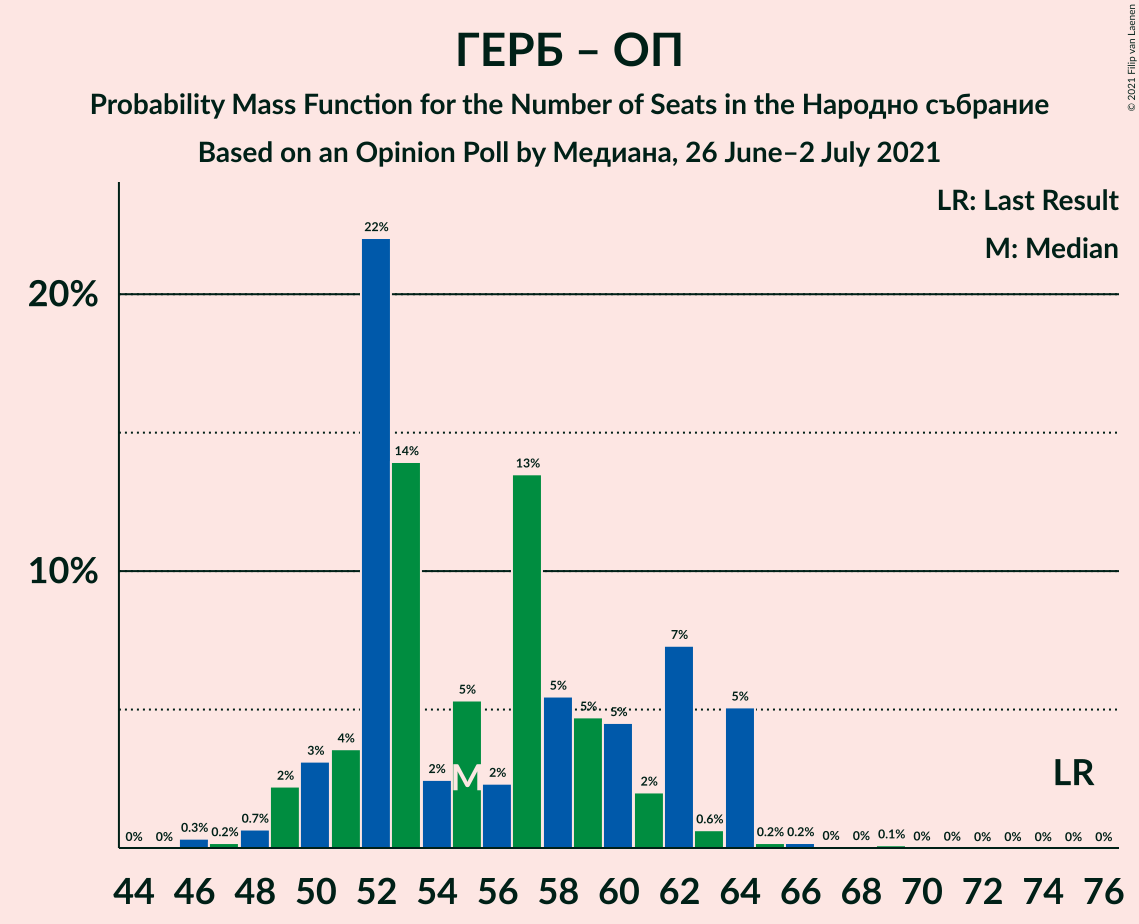 ГЕРБ – ОП
Probability Mass Function for the Number of Seats in the Народно събрание
Based on an Opinion Poll by Медиана, 26 June–2 July 2021
© 2021 Filip van Laenen
LR: Last Result
M: Median
20%
10%
0% 0% 0.3% 0.2% 0.7% 2% 3% 4% 22% 14% 2% 5% 2% 13% 5% 5% 5% 2% 7% 0.6% 5% 0.2% 0.2% 0% 0% 0.1% 0% 0% 0% 0% 0% 0% 0%
M
LR
44 46 48 50 52 54 56 58 60 62 64 66 68 70 72 74 76